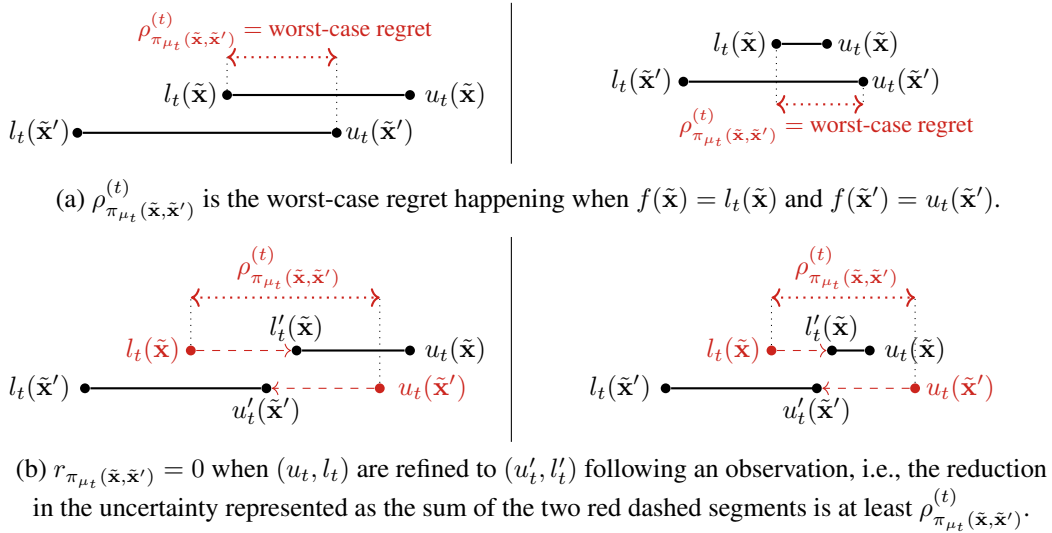 ρ^{(t)}_{π_{μ_t}(x̃,x̃′)} = worst-case regret
l_t(x̃) u_t(x̃)
l_t(x̃′) u_t(x̃′)
l_t(x̃) u_t(x̃)
l_t(x̃′) u_t(x̃′)
ρ^{(t)}_{π_{μ_t}(x̃,x̃′)} = worst-case regret
(a) ρ^{(t)}_{π_{μ_t}(x̃,x̃′)} is the worst-case regret happening when f(x̃) = l_t(x̃) and f(x̃′) = u_t(x̃′).
ρ^{(t)}_{π_{μ_t}(x̃,x̃′)}
l′_t(x̃)
l_t(x̃) u_t(x̃)
l_t(x̃′) u_t(x̃′)
u′_t(x̃′)
ρ^{(t)}_{π_{μ_t}(x̃,x̃′)}
l′_t(x̃)
l_t(x̃) u_t(x̃)
l_t(x̃′) u_t(x̃′)
u′_t(x̃′)
(b) r_{π_{μ_t}(x̃,x̃′)} = 0 when (u_t, l_t) are refined to (u′_t, l′_t) following an observation, i.e., the reduction
in the uncertainty represented as the sum of the two red dashed segments is at least ρ^{(t)}_{π_{μ_t}(x̃,x̃′)}.